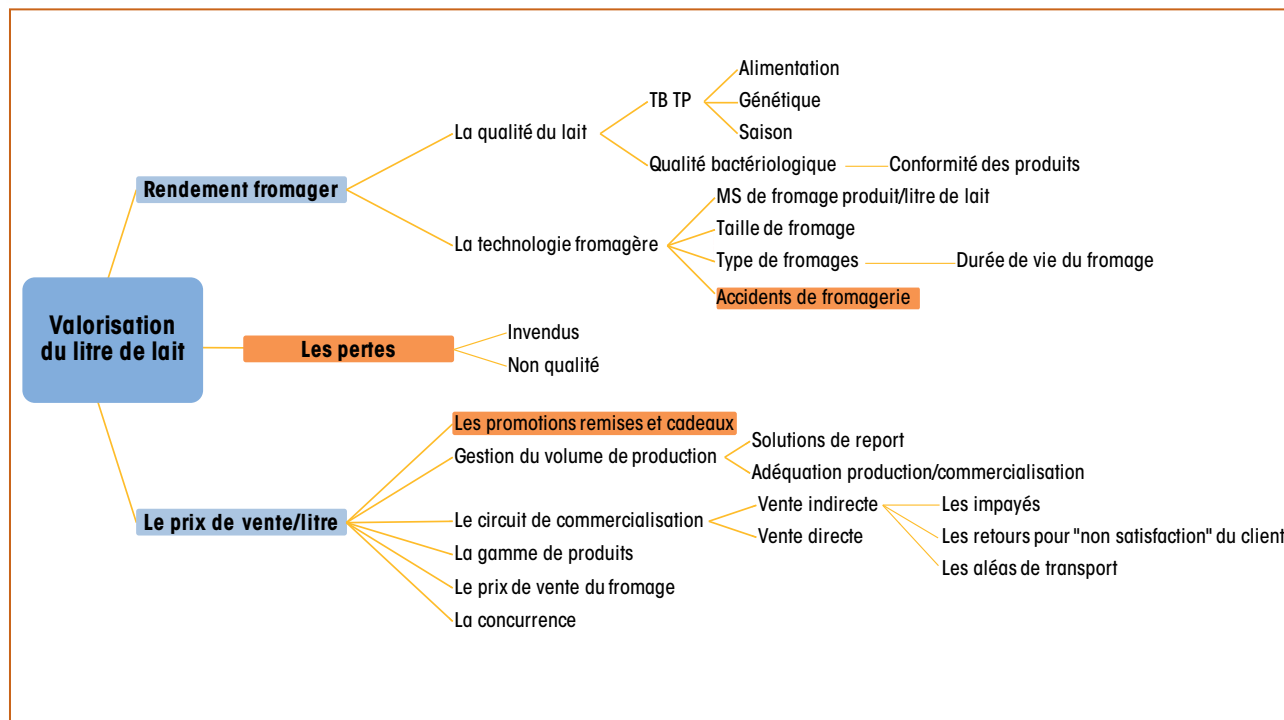 Alimentation
TB TP
Génétique
Saison
La qualité du lait
Qualité bactériologique
Conformité des produits
Rendement fromager
MS de fromage produit/litre de lait
La technologie fromagère
Taille de fromage
Type de fromages
Durée de vie du fromage
Accidents de fromagerie
Valorisation
du litre de lait
Les pertes
Invendus
Non qualité
Les promotions remises et cadeaux
Gestion du volume de production
Solutions de report
Adéquation production/commercialisation
Le prix de vente/litre
Le circuit de commercialisation
Vente indirecte
Les impayés
Vente directe
Les retours pour "non satisfaction" du client
Les aléas de transport
La gamme de produits
Le prix de vente du fromage
La concurrence